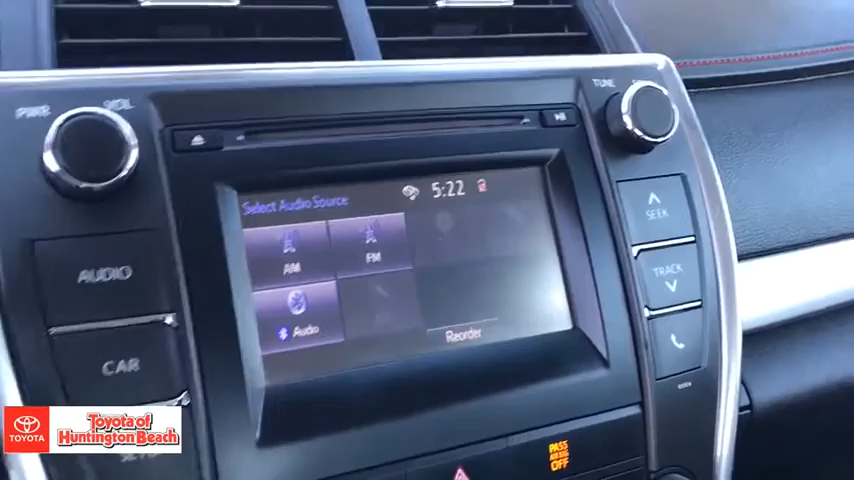 PWR VOL
TUNE
Select Audio Source
5:22
AM
FM
Audio
Reorder
AUDIO
CAR
SEEK
TRACK
PASS
AIR BAG
OFF
TOYOTA
Toyota of
Huntington Beach